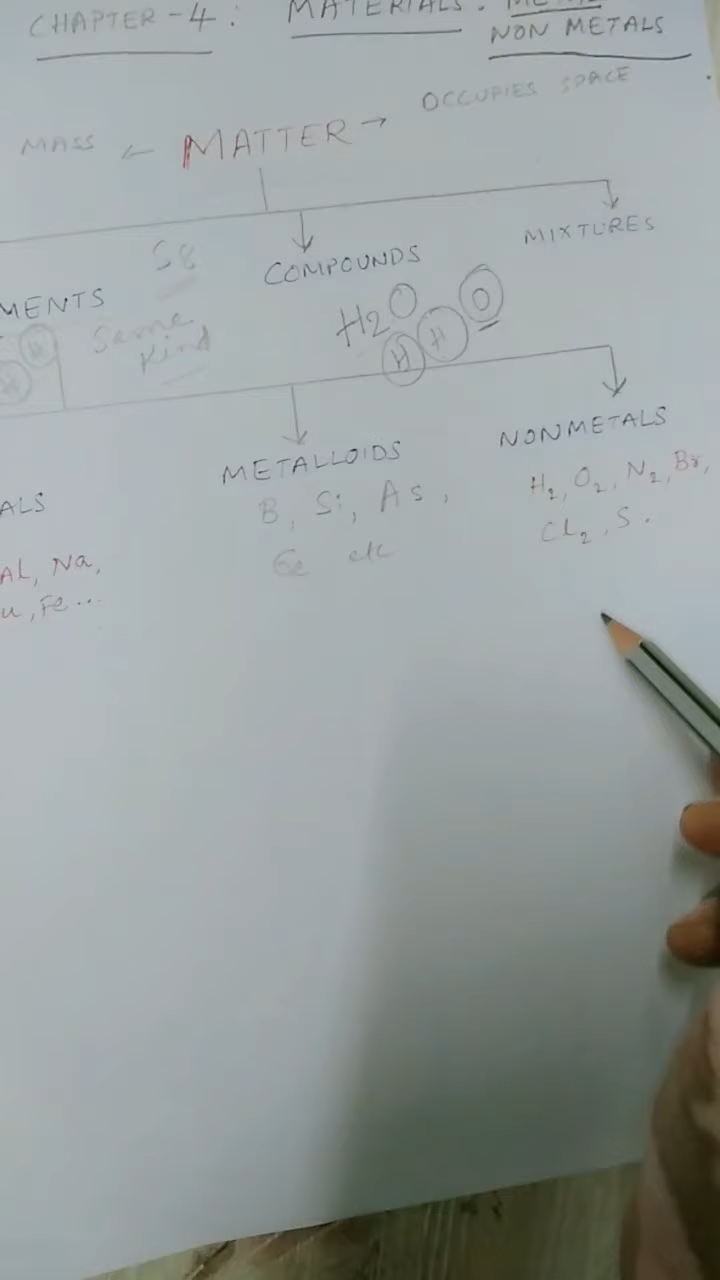 CHAPTER-4: MATERIALS: METAL
NON METALS
MASS ← MATTER → OCCUPIES SPACE
MENTS S8 COMPOUNDS MIXTURES
H Same kind H2O H H O
H
ALS METALLOIDS NONMETALS
Al, Na, B, Si, As, H2, O2, N2, Br,
u, Fe... Ge etc Cl2, S.